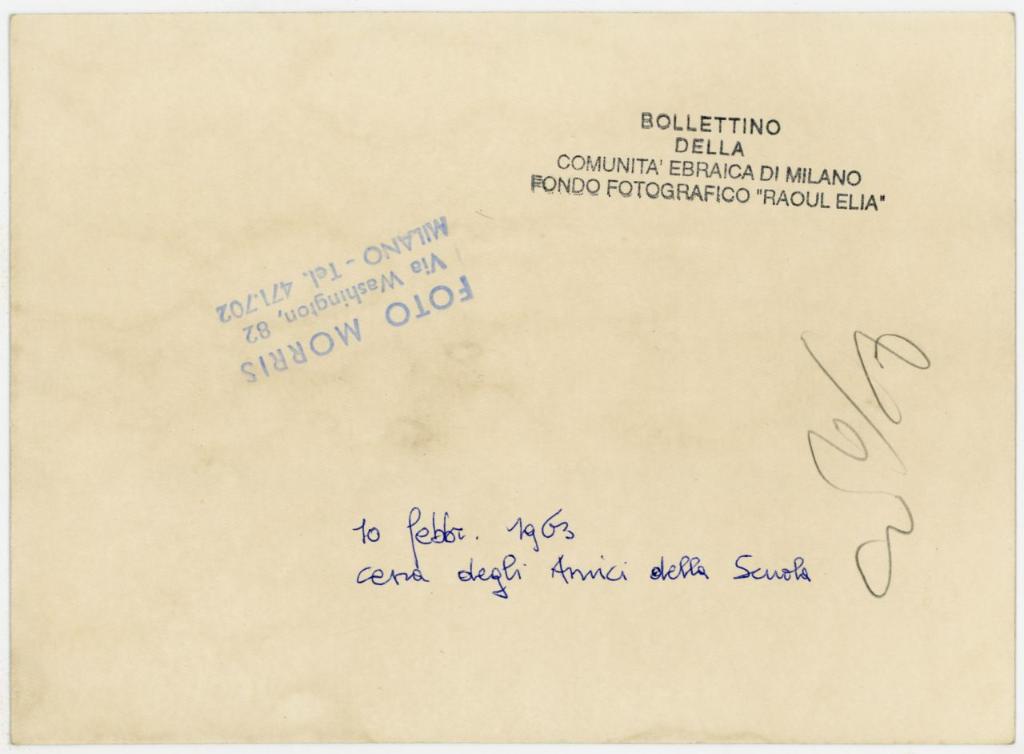 BOLLETTINO
DELLA
COMUNITA' EBRAICA DI MILANO
FONDO FOTOGRAFICO "RAOUL ELIA"
FOTO MORRIS
Via Washington, 82
MILANO - Tel. 471.702
10 febbr. 1963
cena degli Amici della Scuola